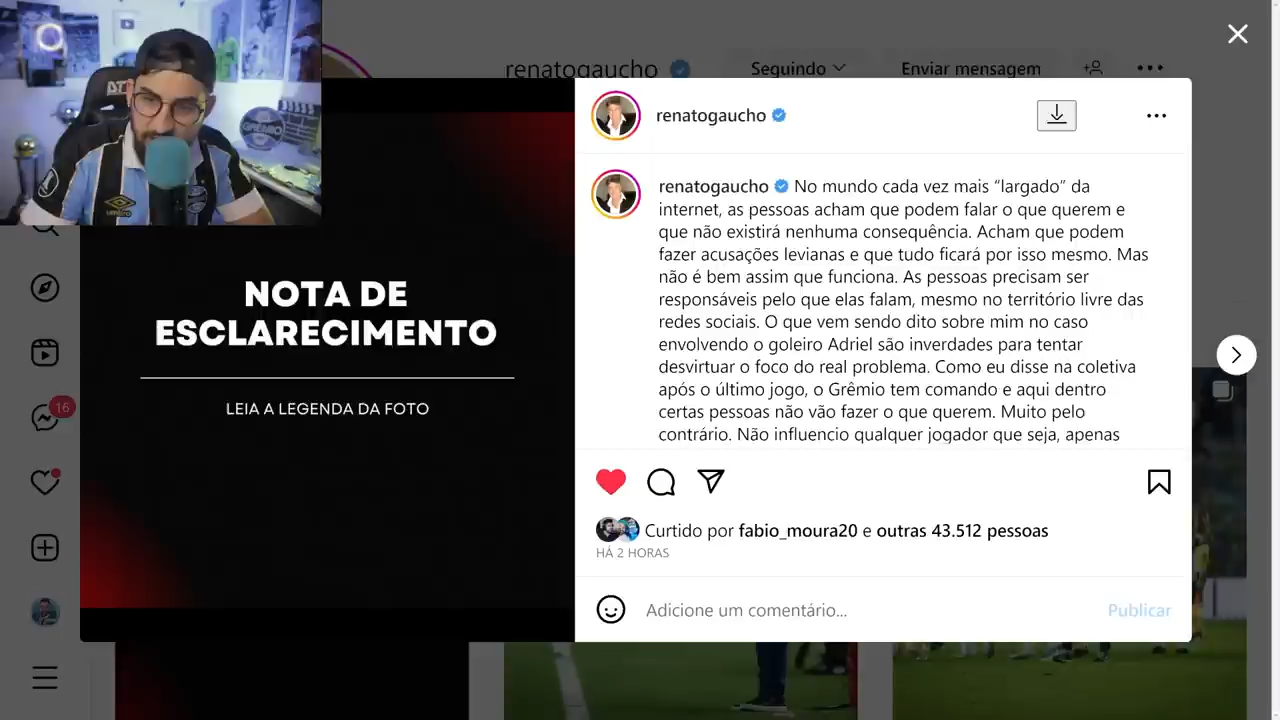 renatogaucho
Seguindo
Enviar mensagem
GRÊMIO
umbro
16
NOTA DE
ESCLARECIMENTO
LEIA A LEGENDA DA FOTO
renatogaucho
renatogaucho No mundo cada vez mais “largado” da
internet, as pessoas acham que podem falar o que querem e
que não existirá nenhuma consequência. Acham que podem
fazer acusações levianas e que tudo ficará por isso mesmo. Mas
não é bem assim que funciona. As pessoas precisam ser
responsáveis pelo que elas falam, mesmo no território livre das
redes sociais. O que vem sendo dito sobre mim no caso
envolvendo o goleiro Adriel são inverdades para tentar
desvirtuar o foco do real problema. Como eu disse na coletiva
após o último jogo, o Grêmio tem comando e aqui dentro
certas pessoas não vão fazer o que querem. Muito pelo
contrário. Não influencio qualquer jogador que seja, apenas
Curtido por fabio_moura20 e outras 43.512 pessoas
HÁ 2 HORAS
Adicione um comentário...
Publicar